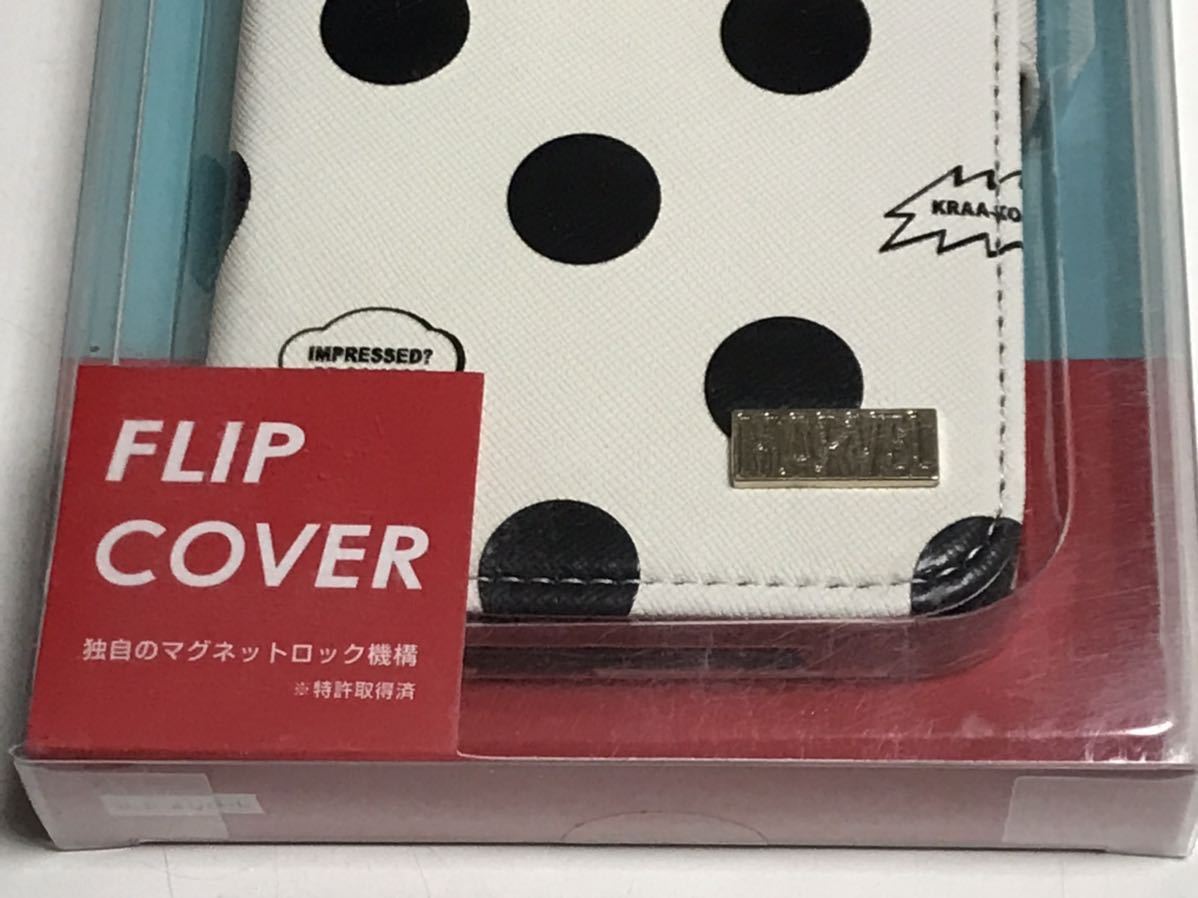 KRAA-KO
IMPRESSED?
MARVEL
FLIP
COVER
独自のマグネットロック機構
※特許取得済